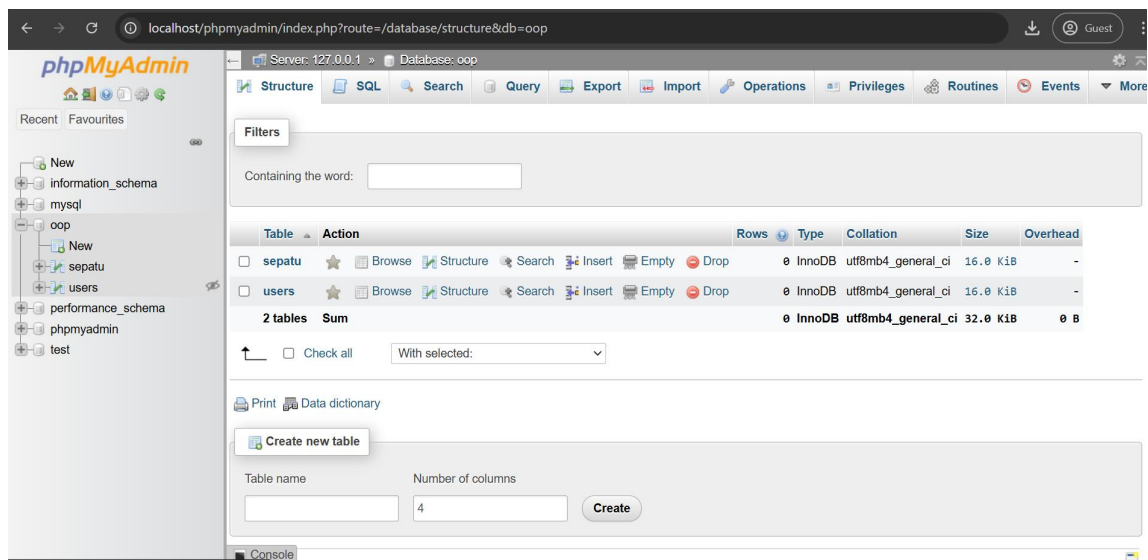 localhost/phpmyadmin/index.php?route=/database/structure&db=oop
Guest
phpMyAdmin
Recent Favourites
New
information_schema
mysql
oop
New
sepatu
users
performance_schema
phpmyadmin
test
Server: 127.0.0.1 » Database: oop
Structure SQL Search Query Export Import Operations Privileges Routines Events More
Filters
Containing the word:
Table Action Rows Type Collation Size Overhead
sepatu Browse Structure Search Insert Empty Drop 0 InnoDB utf8mb4_general_ci 16.0 KiB -
users Browse Structure Search Insert Empty Drop 0 InnoDB utf8mb4_general_ci 16.0 KiB -
2 tables Sum 0 InnoDB utf8mb4_general_ci 32.0 KiB 0 B
Check all With selected:
Print Data dictionary
Create new table
Table name Number of columns
4 Create
Console